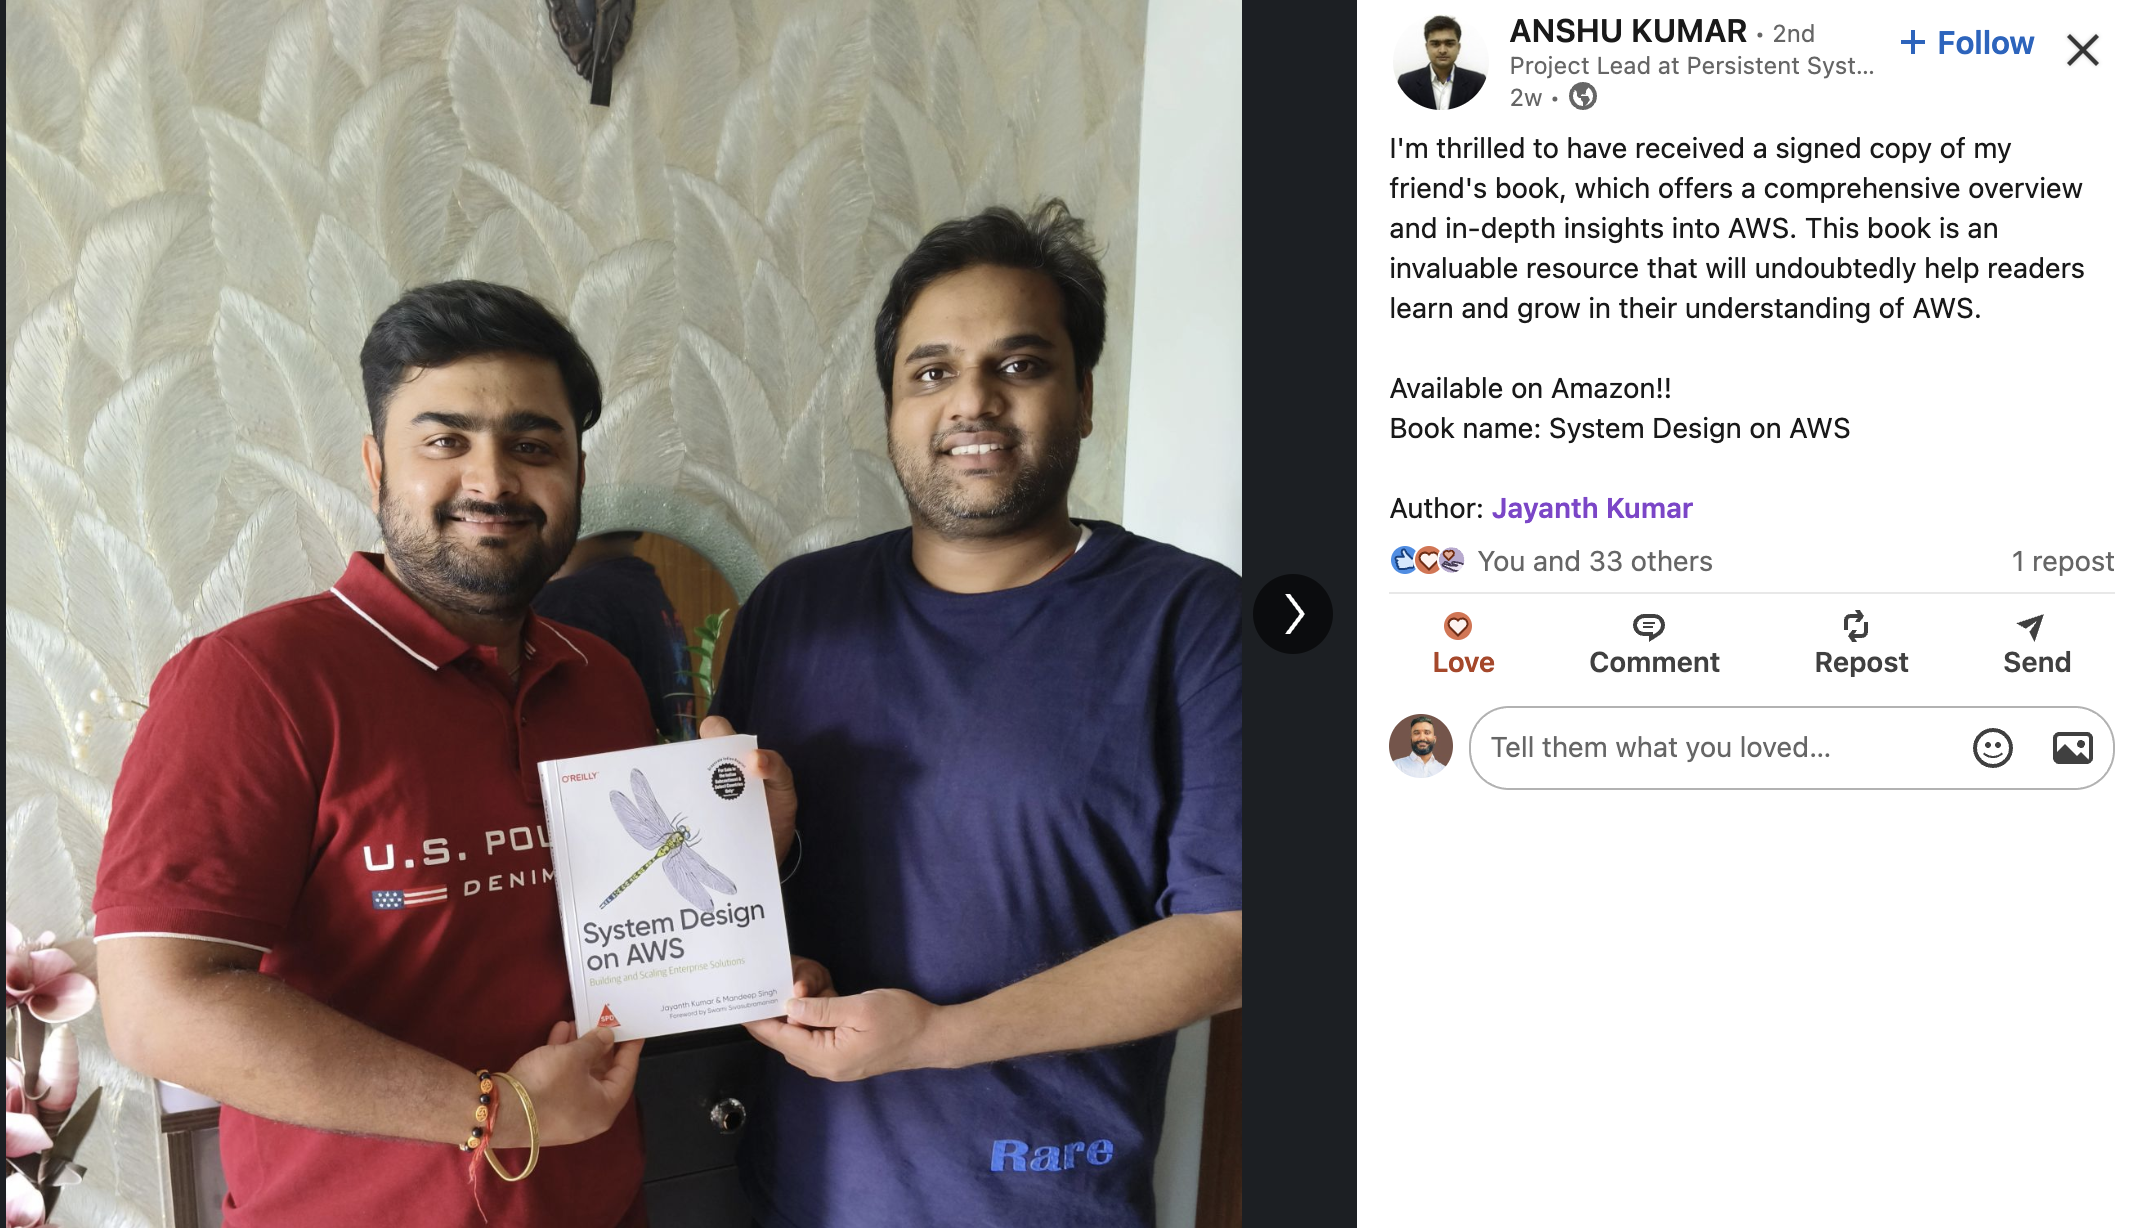 U.S. POL
DENIM
O'REILLY
System Design
on AWS
Building and Scaling Enterprise Solutions
Jayanth Kumar & Mandeep Singh
Foreword by Swami Sivasubramanian
SPD
Rare
ANSHU KUMAR • 2nd
+ Follow
Project Lead at Persistent Syst...
2w •
I'm thrilled to have received a signed copy of my
friend's book, which offers a comprehensive overview
and in-depth insights into AWS. This book is an
invaluable resource that will undoubtedly help readers
learn and grow in their understanding of AWS.
Available on Amazon!!
Book name: System Design on AWS
Author: Jayanth Kumar
You and 33 others
1 repost
Love
Comment
Repost
Send
Tell them what you loved...